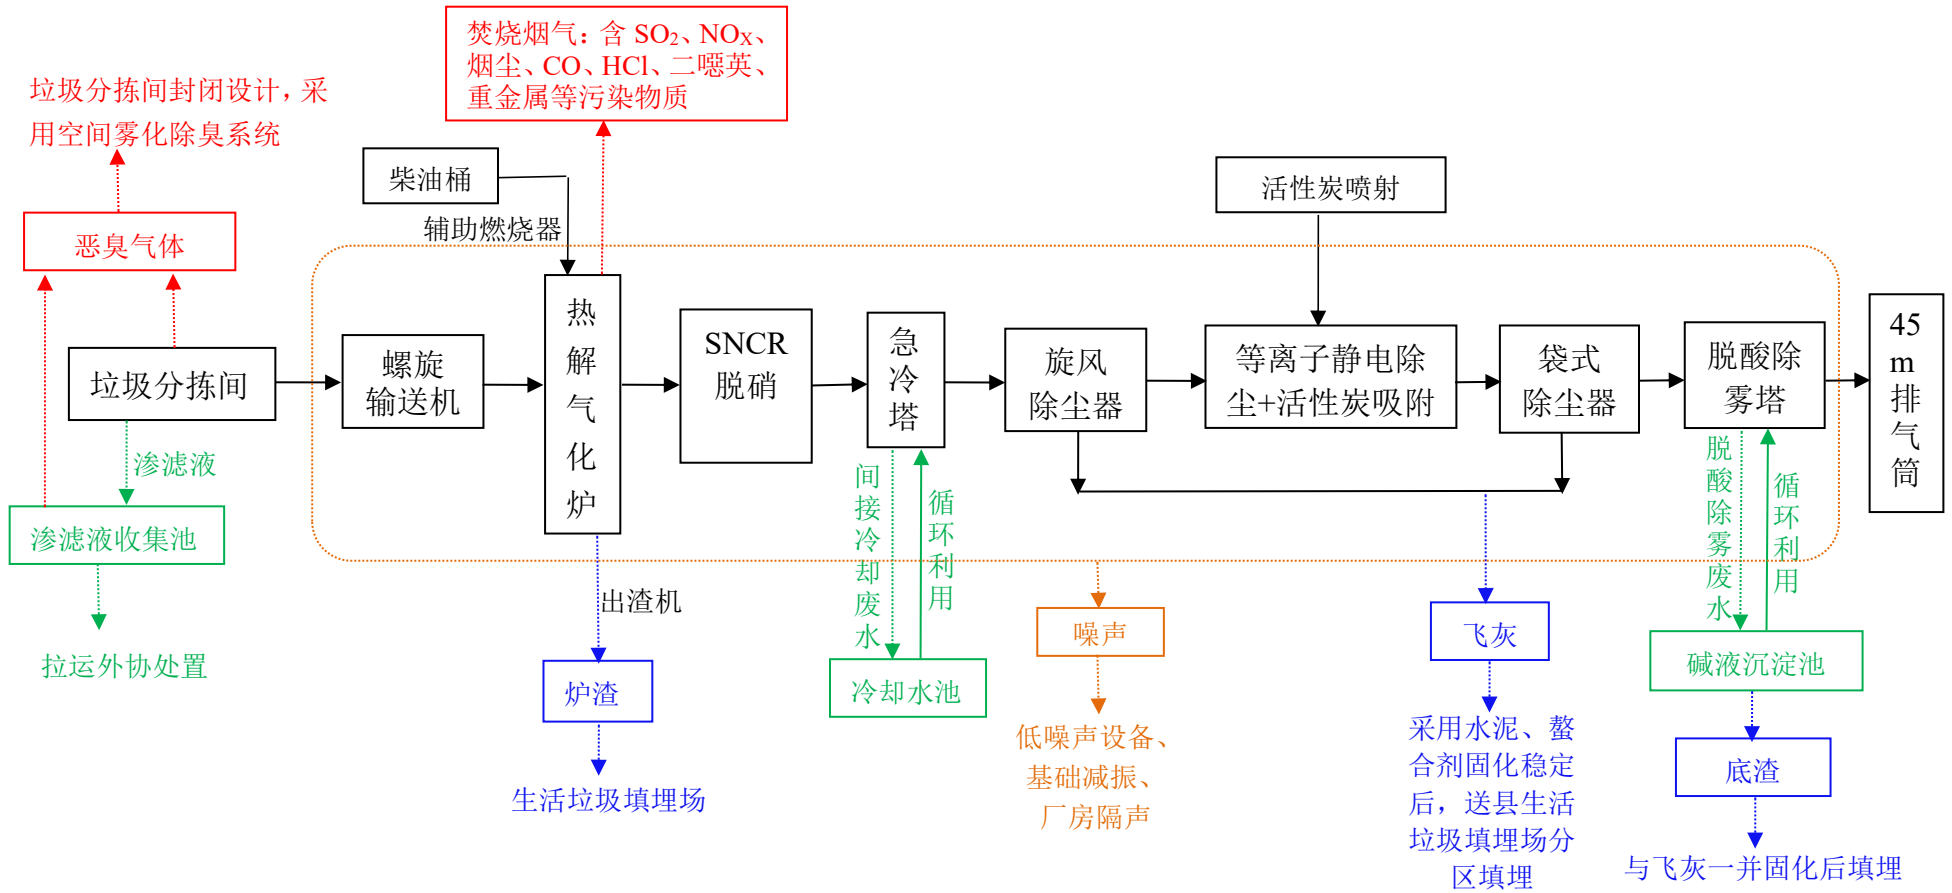 焚烧烟气：含 SO₂、NOX、
烟尘、CO、HCl、二噁英、
重金属等污染物质
垃圾分拣间封闭设计，采
用空间雾化除臭系统
柴油桶
辅助燃烧器
活性炭喷射
恶臭气体
垃圾分拣间
螺旋
输送机
热
解
气
化
炉
SNCR
脱硝
急
冷
塔
旋风
除尘器
等离子静电除
尘+活性炭吸附
袋式
除尘器
脱酸除
雾塔
45
m
排
气
筒
渗滤液
渗滤液收集池
拉运外协处置
出渣机
炉渣
生活垃圾填埋场
间
接
冷
却
废
水
循
环
利
用
冷却水池
噪声
低噪声设备、
基础减振、
厂房隔声
飞灰
采用水泥、螯
合剂固化稳定
后，送县生活
垃圾填埋场分
区填埋
脱
酸
除
雾
废
水
循
环
利
用
碱液沉淀池
底渣
与飞灰一并固化后填埋